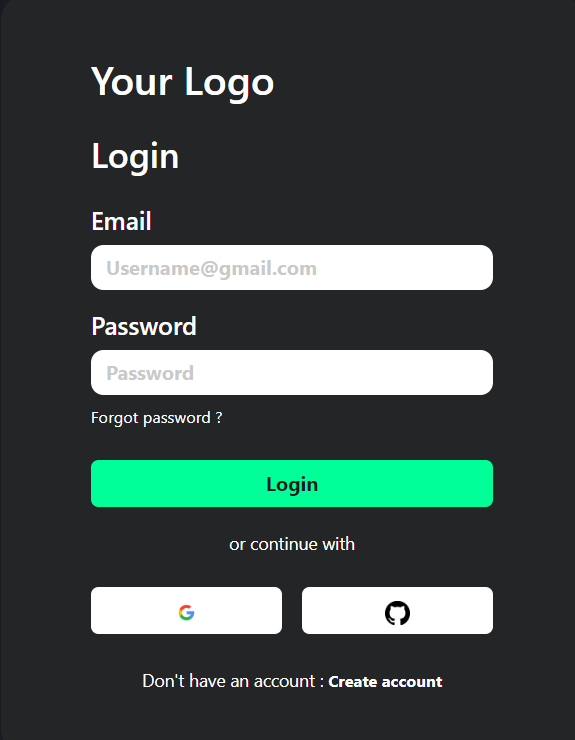 Your Logo
Login
Email
Username@gmail.com
Password
Password
Forgot password ?
Login
or continue with
Don't have an account : Create account